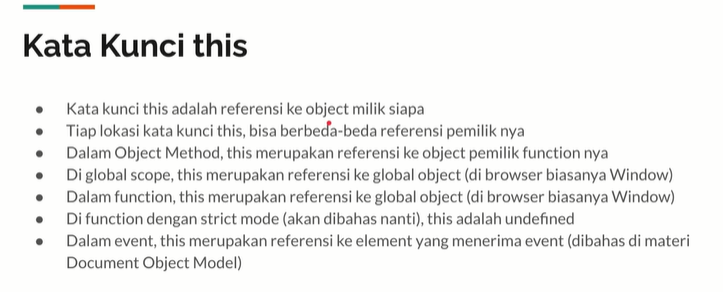 Kata Kunci this
● Kata kunci this adalah referensi ke object milik siapa
● Tiap lokasi kata kunci this, bisa berbeda-beda referensi pemilik nya
● Dalam Object Method, this merupakan referensi ke object pemilik function nya
● Di global scope, this merupakan referensi ke global object (di browser biasanya Window)
● Dalam function, this merupakan referensi ke global object (di browser biasanya Window)
● Di function dengan strict mode (akan dibahas nanti), this adalah undefined
● Dalam event, this merupakan referensi ke element yang menerima event (dibahas di materi
Document Object Model)